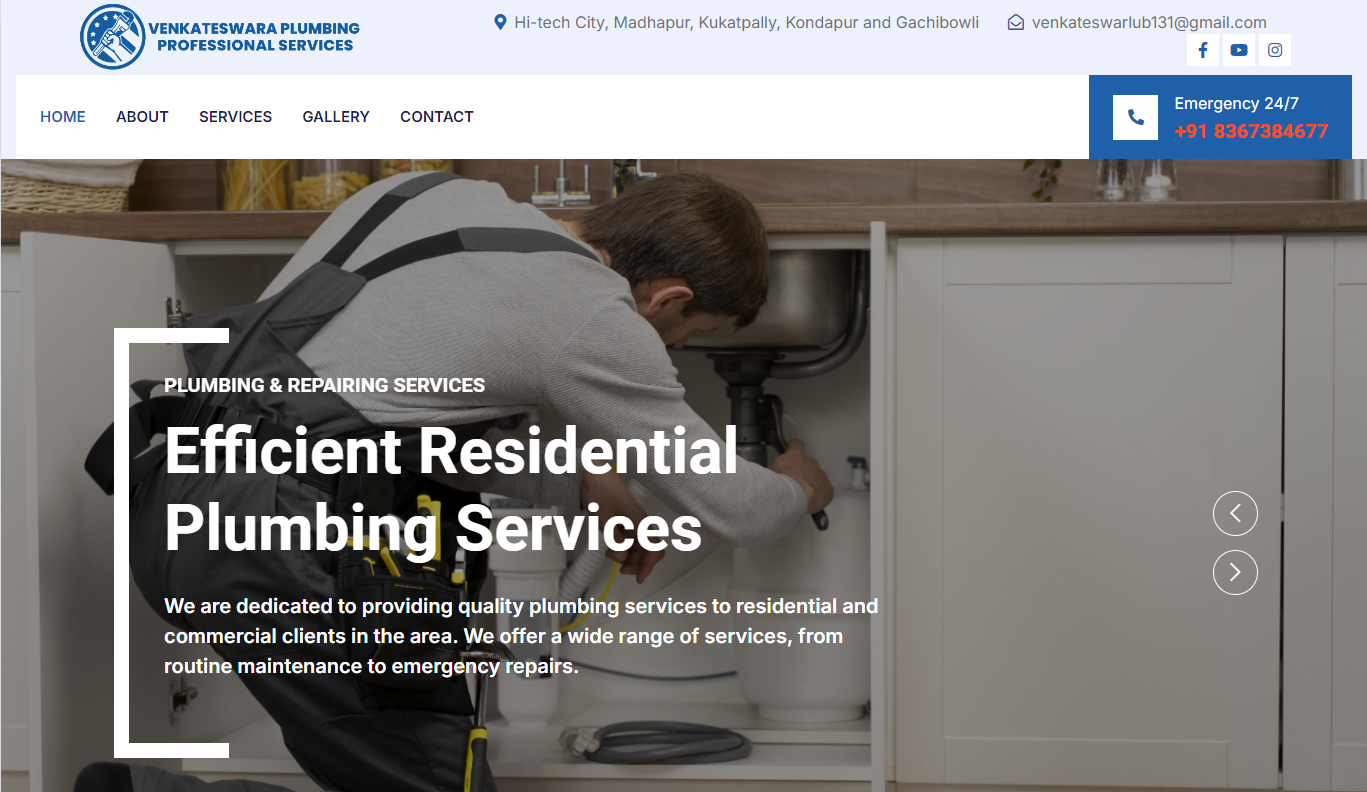 VENKATESWARA PLUMBING
PROFESSIONAL SERVICES
Hi-tech City, Madhapur, Kukatpally, Kondapur and Gachibowli
venkateswarlub131@gmail.com
HOME
ABOUT
SERVICES
GALLERY
CONTACT
Emergency 24/7
+91 8367384677
PLUMBING & REPAIRING SERVICES
Efficient Residential
Plumbing Services
We are dedicated to providing quality plumbing services to residential and
commercial clients in the area. We offer a wide range of services, from
routine maintenance to emergency repairs.